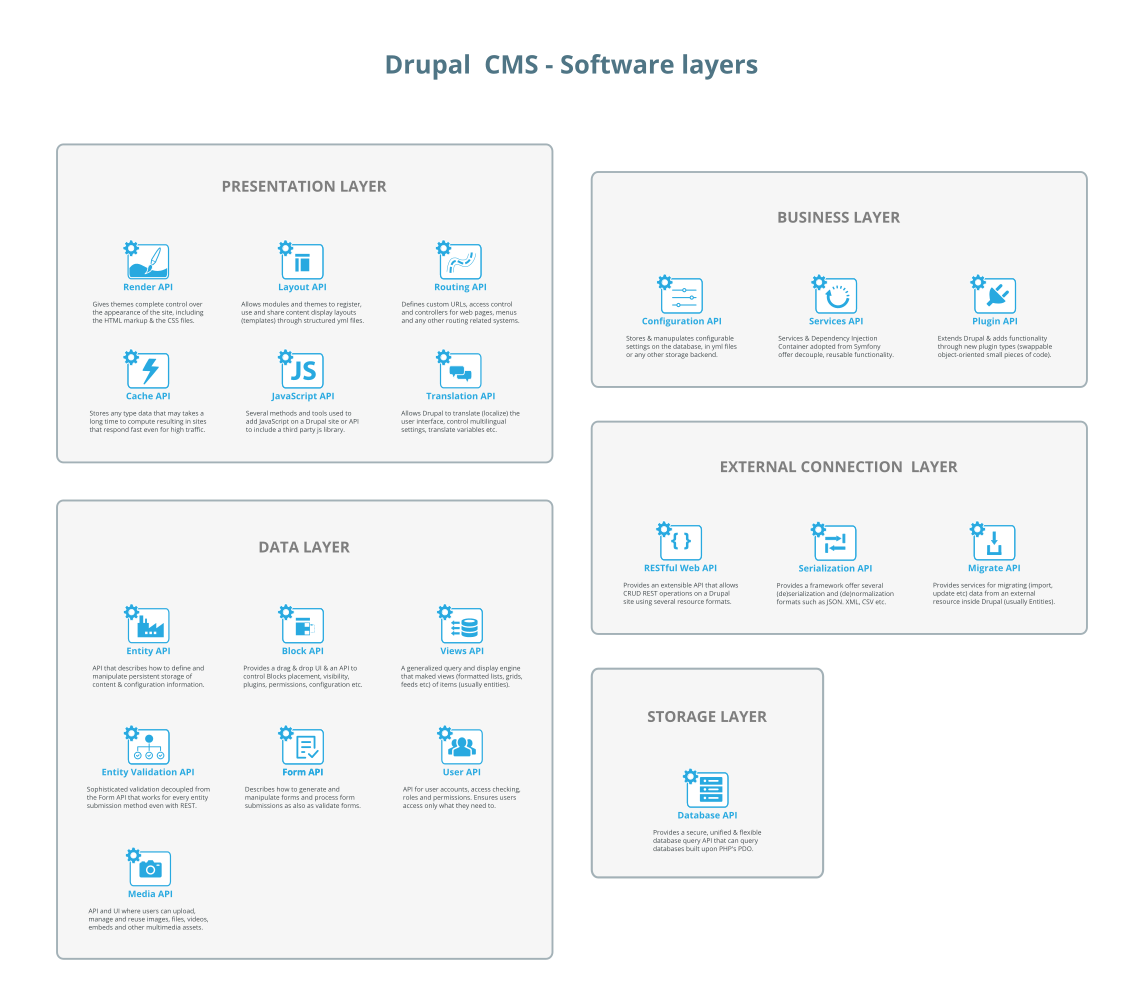 Drupal  CMS - Software layers
PRESENTATION LAYER
Render API
Gives themes complete control over
the appearance of the site, including
the HTML markup & the CSS files.
Layout API
Allows modules and themes to register,
use and share content display layouts
(templates) through structured yml files.
Routing API
Defines custom URLs, access control
and controllers for web pages, menus
and any other routing related systems.
Cache API
Stores any type data that may takes a
long time to compute resulting in sites
that respond fast even for high traffic.
JS
JavaScript API
Several methods and tools used to
add JavaScript on a Drupal site or API
to include a third party js library.
Translation API
Allows Drupal to translate (localize) the
user interface, control multilingual
settings, translate variables etc.
BUSINESS LAYER
Configuration API
Stores & manupulates configurable
settings on the database, in yml files
or any other storage backend.
Services API
Services & Dependency Injection
Container adopted from Symfony
offer decouple, reusable functionality.
Plugin API
Extends Drupal & adds functionality
through new plugin types (swappable
object-oriented small pieces of code).
EXTERNAL CONNECTION  LAYER
{ }
RESTful Web API
Provides an extensible API that allows
CRUD REST operations on a Drupal
site using several resource formats.
Serialization API
Provides a framework offer several
(de)serialization and (de)normalization
formats such as JSON. XML, CSV etc.
Migrate API
Provides services for migrating (import,
update etc) data from an external
resource inside Drupal (usually Entities).
DATA LAYER
Entity API
API that describes how to define and
manipulate persistent storage of
content & configuration information.
Block API
Provides a drag & drop UI & an API to
control Blocks placement, visibility,
plugins, permissions, configuration etc.
Views API
A generalized query and display engine
that maked views (formatted lists, grids,
feeds etc) of items (usually entities).
Entity Validation API
Sophisticated validation decoupled from
the Form API that works for every entity
submission method even with REST.
Form API
Describes how to generate and
manipulate forms and process form
submissions as also as validate forms.
User API
API for user accounts, access checking,
roles and permissions. Ensures users
access only what they need to.
Media API
API and UI where users can upload,
manage and reuse images, files, videos,
embeds and other multimedia assets.
STORAGE LAYER
Database API
Provides a secure, unified & flexible
database query API that can query
databases built upon PHP's PDO.